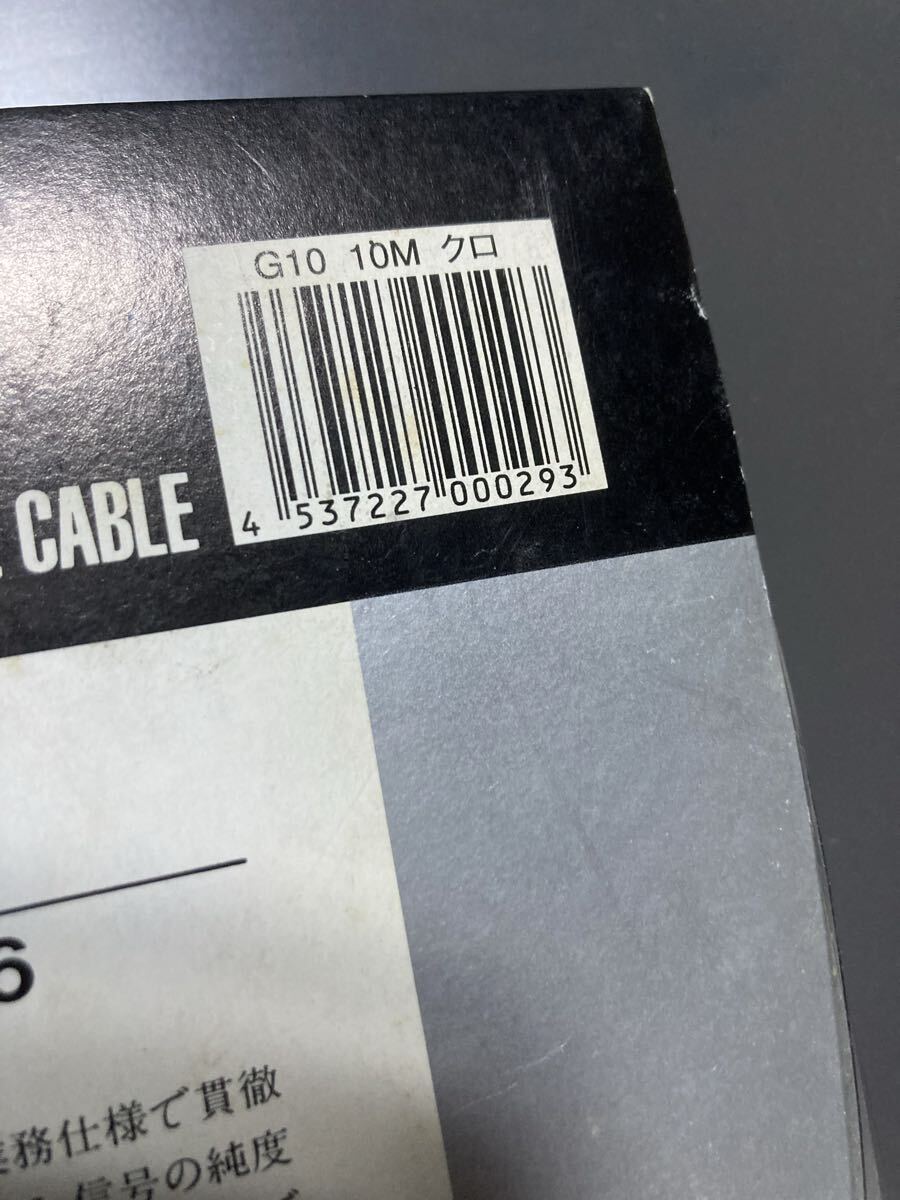 G10 10M クロ
4 537227 000293
CABLE
6
業務仕様で貫徹
信号の純度